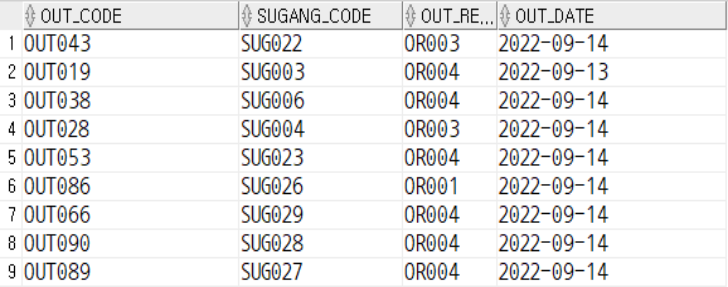 OUT_CODE SUGANG_CODE OUT_RE... OUT_DATE
1 OUT043 SUG022 OR003 2022-09-14
2 OUT019 SUG003 OR004 2022-09-13
3 OUT038 SUG006 OR004 2022-09-14
4 OUT028 SUG004 OR003 2022-09-14
5 OUT053 SUG023 OR004 2022-09-14
6 OUT086 SUG026 OR001 2022-09-14
7 OUT066 SUG029 OR004 2022-09-14
8 OUT090 SUG028 OR004 2022-09-14
9 OUT089 SUG027 OR004 2022-09-14